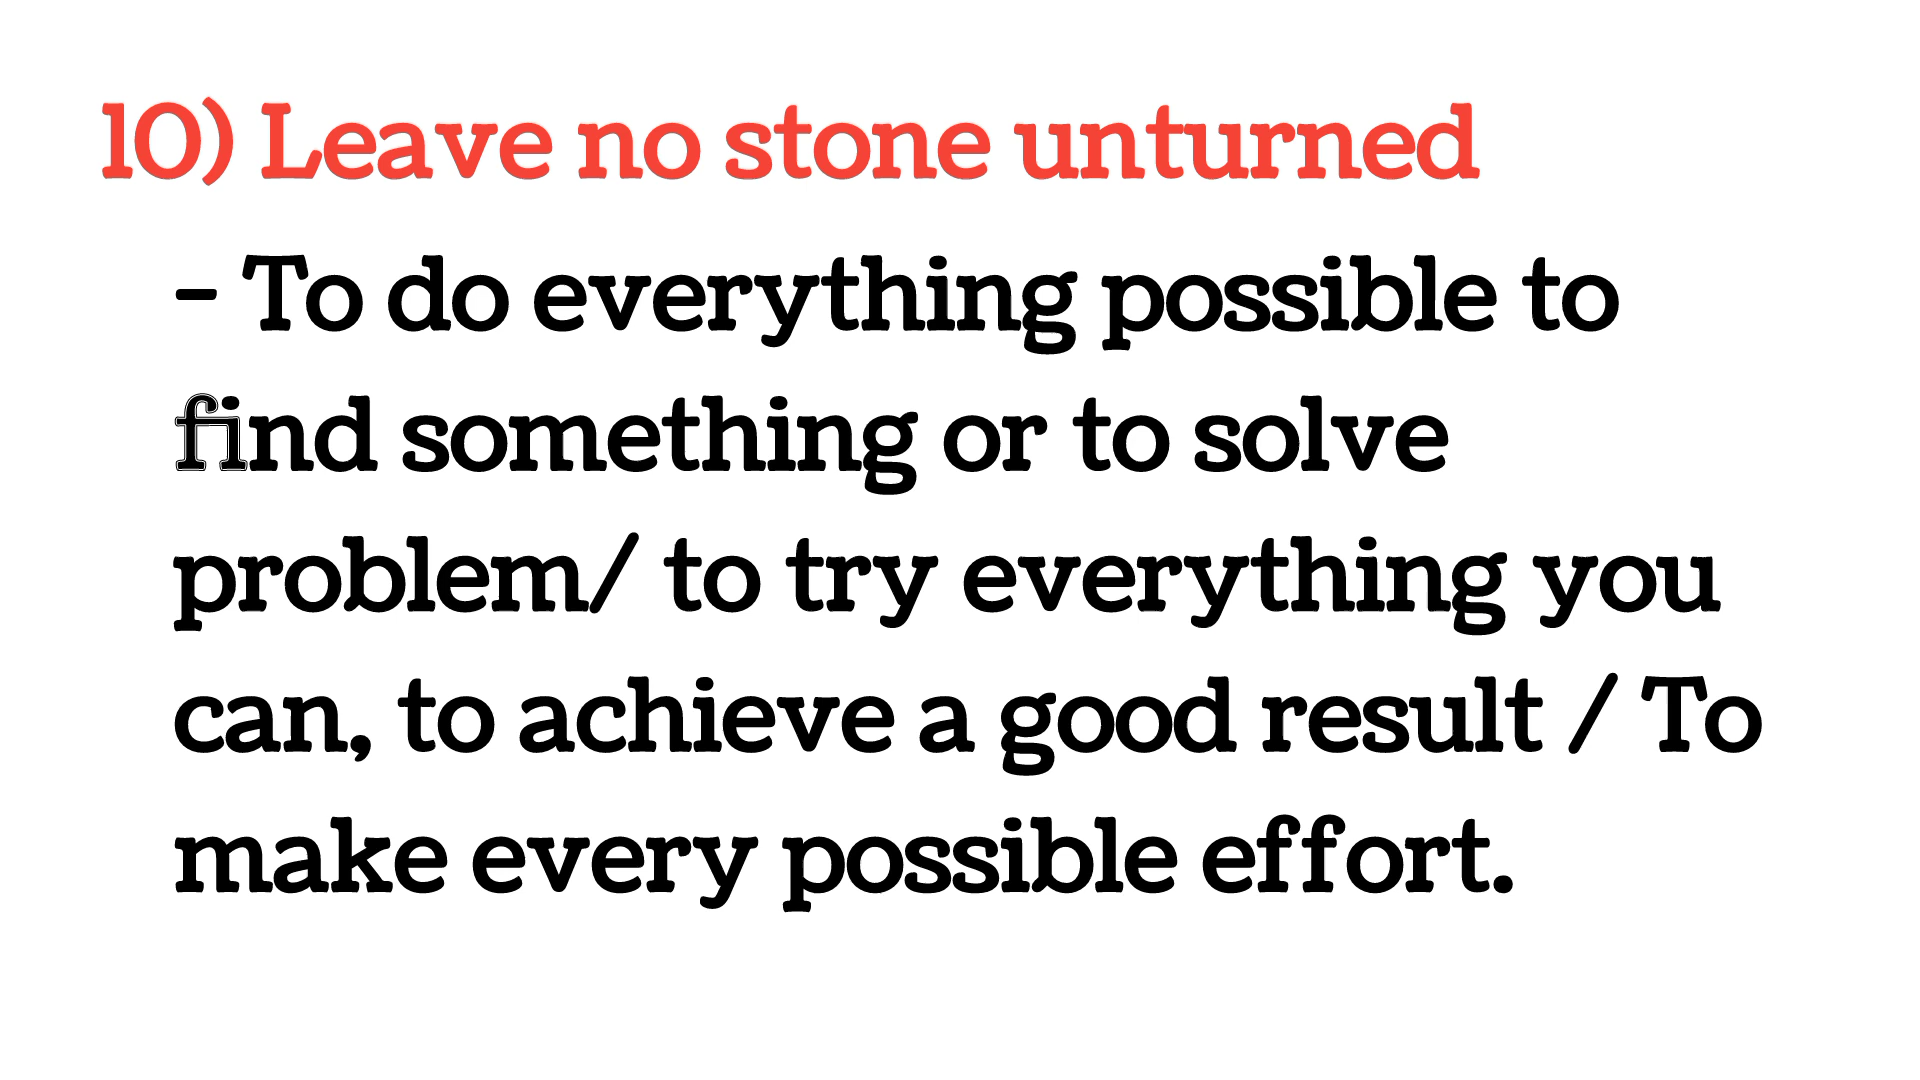 10) Leave no stone unturned
- To do everything possible to
find something or to solve
problem/ to try everything you
can, to achieve a good result / To
make every possible effort.